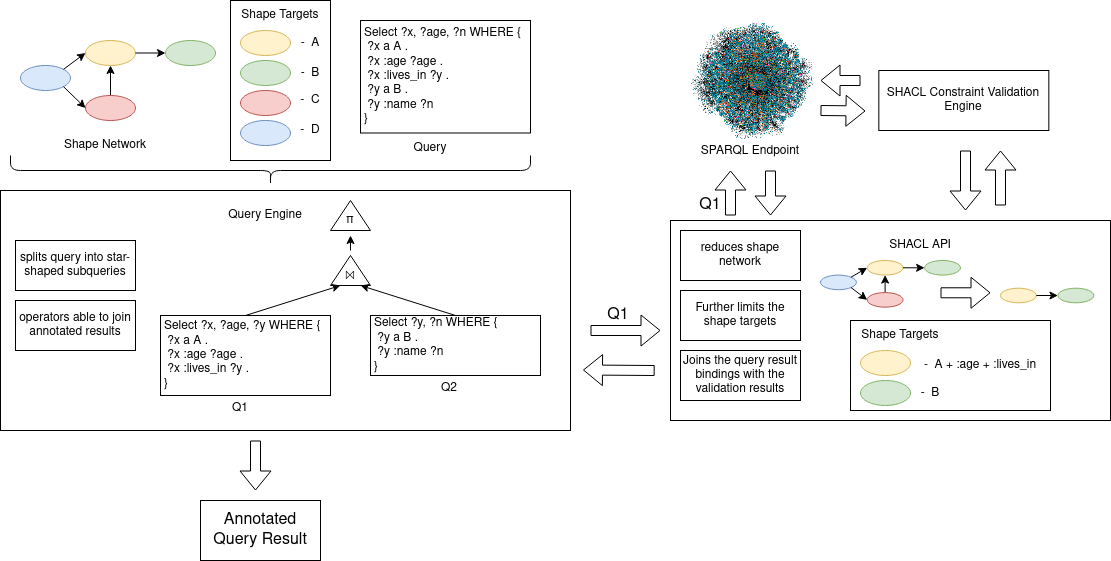 Shape Targets
- A
- B
- C
- D
Shape Network
Select ?x, ?age, ?n WHERE {
?x a A .
?x :age ?age .
?x :lives_in ?y .
?y a B .
?y :name ?n
}
Query
SPARQL Endpoint
SHACL Constraint Validation
Engine
Query Engine
π
⋈
splits query into star-
shaped subqueries
operators able to join
annotated results
Select ?x, ?age, ?y WHERE {
?x a A .
?x :age ?age .
?x :lives_in ?y .
}
Q1
Select ?y, ?n WHERE {
?y a B .
?y :name ?n
}
Q2
Q1
Q1
reduces shape
network
Further limits the
shape targets
Joins the query result
bindings with the
validation results
SHACL API
Shape Targets
- A + :age + :lives_in
- B
Annotated
Query Result